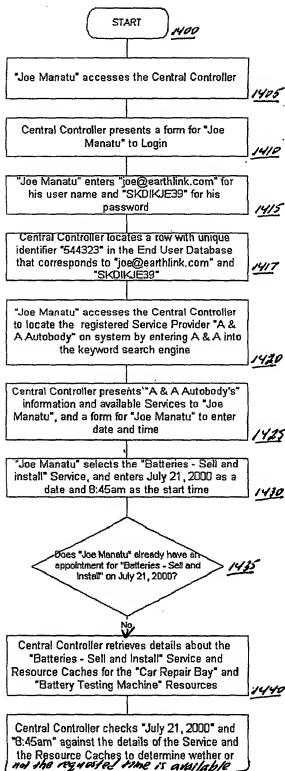 START
1400
"Joe Manatu" accesses the Central Controller
1405
Central Controller presents a form for "Joe
Manatu" to Login
1410
"Joe Manatu" enters "joe@earthlink.com" for
his user name and "SKDIKJE39" for his
password
1415
Central Controller locates a row with unique
identifier "544323" in the End User Database
that corresponds to "joe@earthlink.com" and
"SKDIKJE39"
1417
"Joe Manatu" accesses the Central Controller
to locate the registered Service Provider "A &
A Autobody" on system by entering A & A into
the keyword search engine
1420
Central Controller presents "A & A Autobody's"
information and available Services to "Joe
Manatu", and a form for "Joe Manatu" to enter
date and time
1425
"Joe Manatu" selects the "Batteries - Sell and
install" Service, and enters July 21, 2000 as a
date and 8:45am as the start time
1430
Does "Joe Manatu" already have an
appointment for "Batteries - Sell and
Install" on July 21, 2000?
1435
No
Central Controller retrieves details about the
"Batteries - Sell and Install" Service and
Resource Caches for the "Car Repair Bay" and
"Battery Testing Machine" Resources
1440
Central Controller checks "July 21, 2000" and
"8:45am" against the details of the Service and
the Resource Caches to determine wether or
not the requested time is available